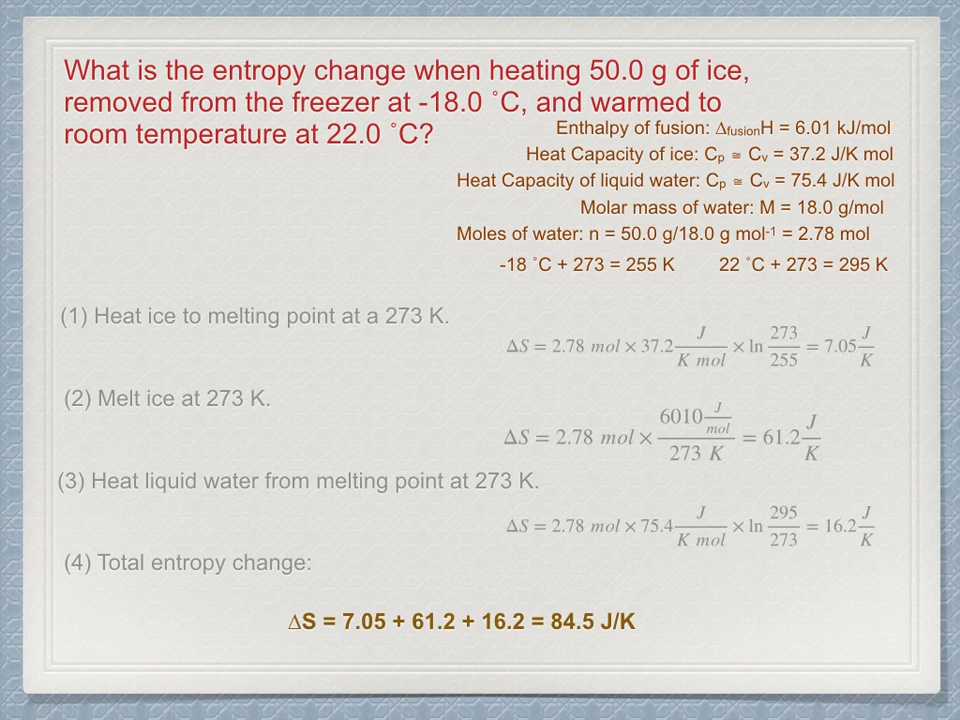 What is the entropy change when heating 50.0 g of ice,
removed from the freezer at -18.0 ˚C, and warmed to
room temperature at 22.0 ˚C?
Enthalpy of fusion: ∆fusionH = 6.01 kJ/mol
Heat Capacity of ice: Cp ≅ Cv = 37.2 J/K mol
Heat Capacity of liquid water: Cp ≅ Cv = 75.4 J/K mol
Molar mass of water: M = 18.0 g/mol
Moles of water: n = 50.0 g/18.0 g mol-1 = 2.78 mol
-18 ˚C + 273 = 255 K 22 ˚C + 273 = 295 K
(1) Heat ice to melting point at a 273 K.
ΔS = 2.78 mol × 37.2 J/(K mol) × ln 273/255 = 7.05 J/K
(2) Melt ice at 273 K.
ΔS = 2.78 mol × (6010 J/mol)/(273 K) = 61.2 J/K
(3) Heat liquid water from melting point at 273 K.
ΔS = 2.78 mol × 75.4 J/(K mol) × ln 295/273 = 16.2 J/K
(4) Total entropy change:
∆S = 7.05 + 61.2 + 16.2 = 84.5 J/K